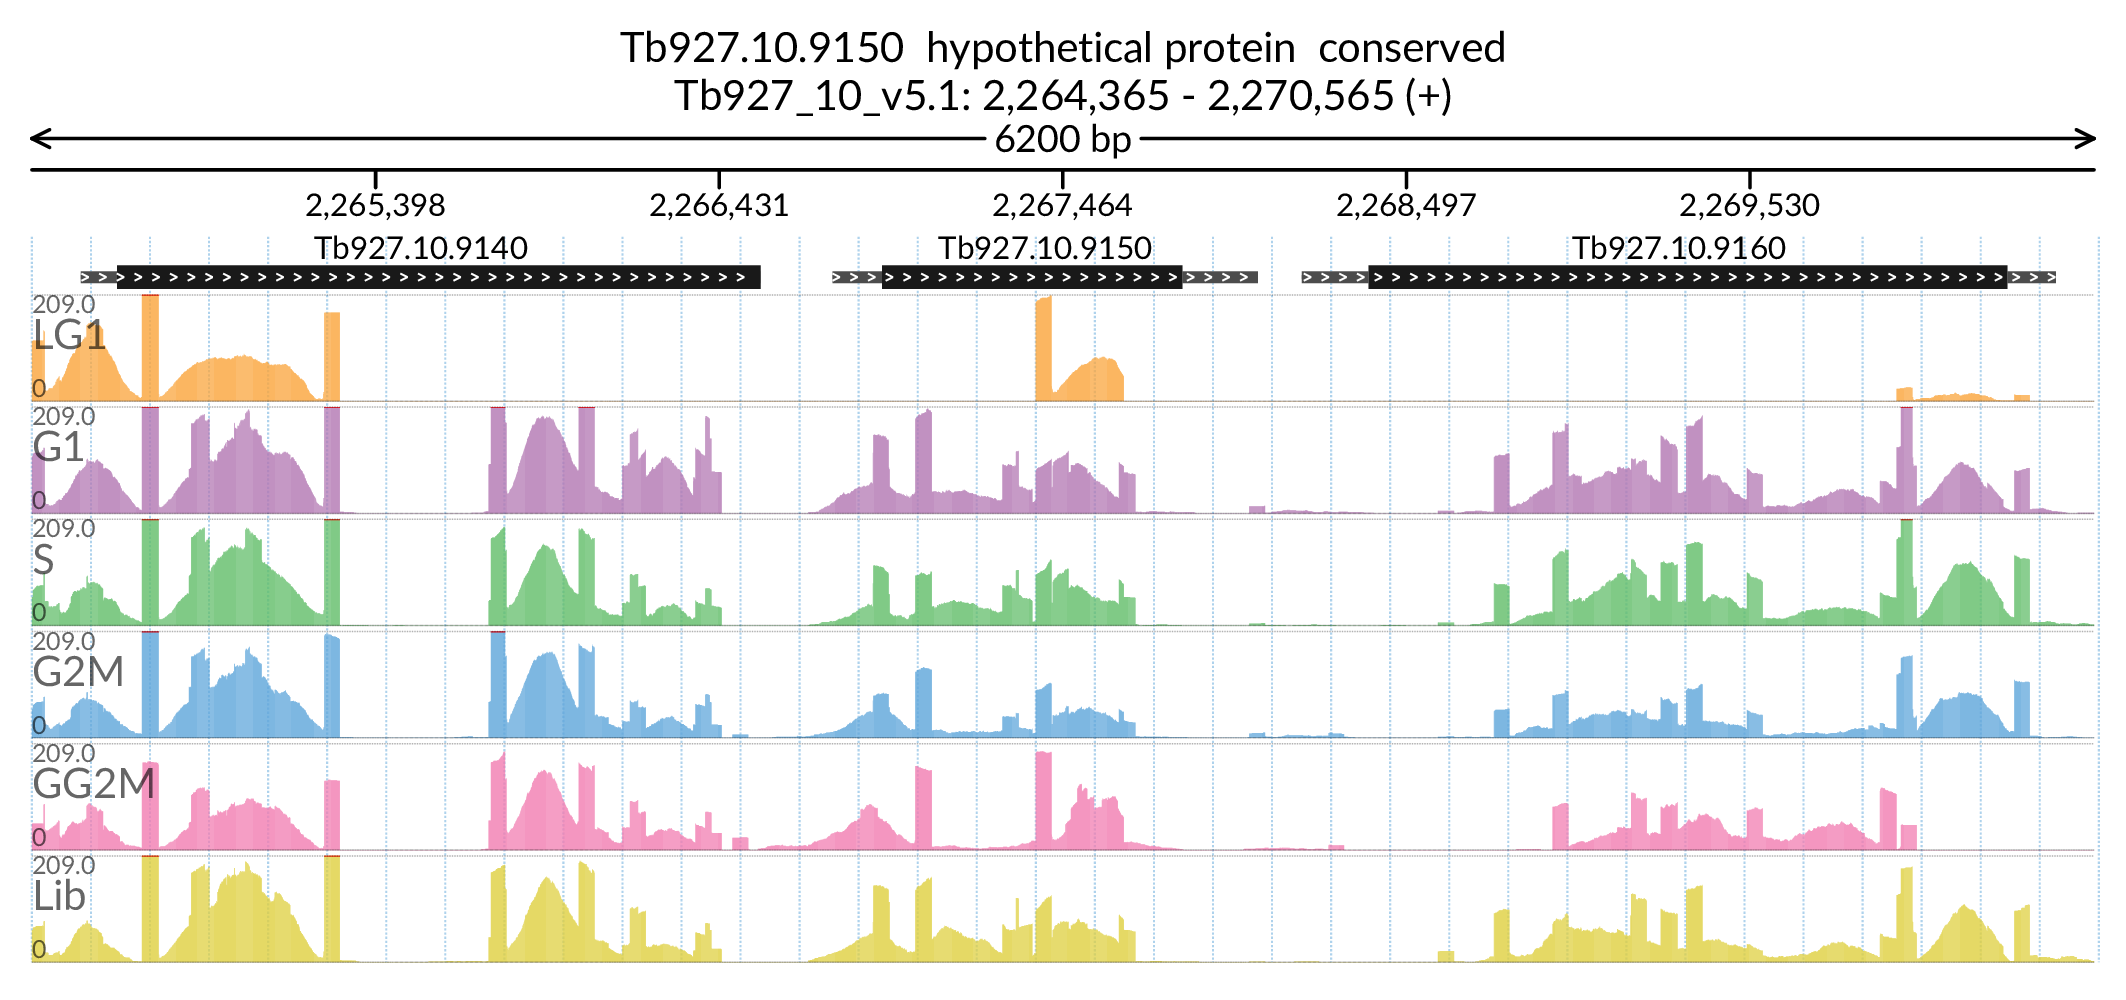 Tb927.10.9150  hypothetical protein  conserved
Tb927_10_v5.1: 2,264,365 - 2,270,565 (+)
6200 bp
2,265,398 2,266,431 2,267,464 2,268,497 2,269,530
Tb927.10.9140 Tb927.10.9150 Tb927.10.9160
209.0
LG1
0
209.0
G1
0
209.0
S
0
209.0
G2M
0
209.0
GG2M
0
209.0
Lib
0